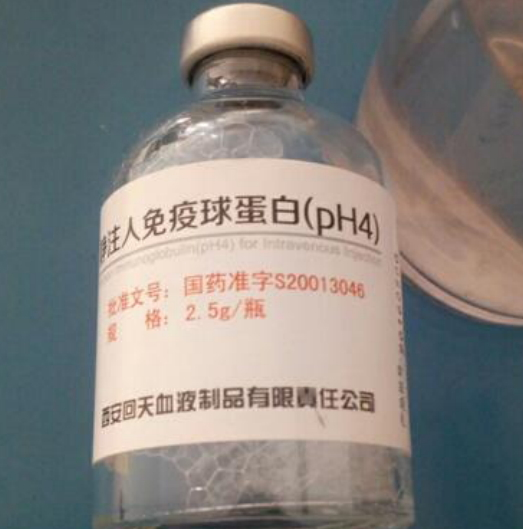 静注人免疫球蛋白(pH4)
Immunoglobulin(pH4) for Intravenous Injection
批准文号：国药准字S20013046
规 格：2.5g/瓶
西安回天血液制品有限責任公司